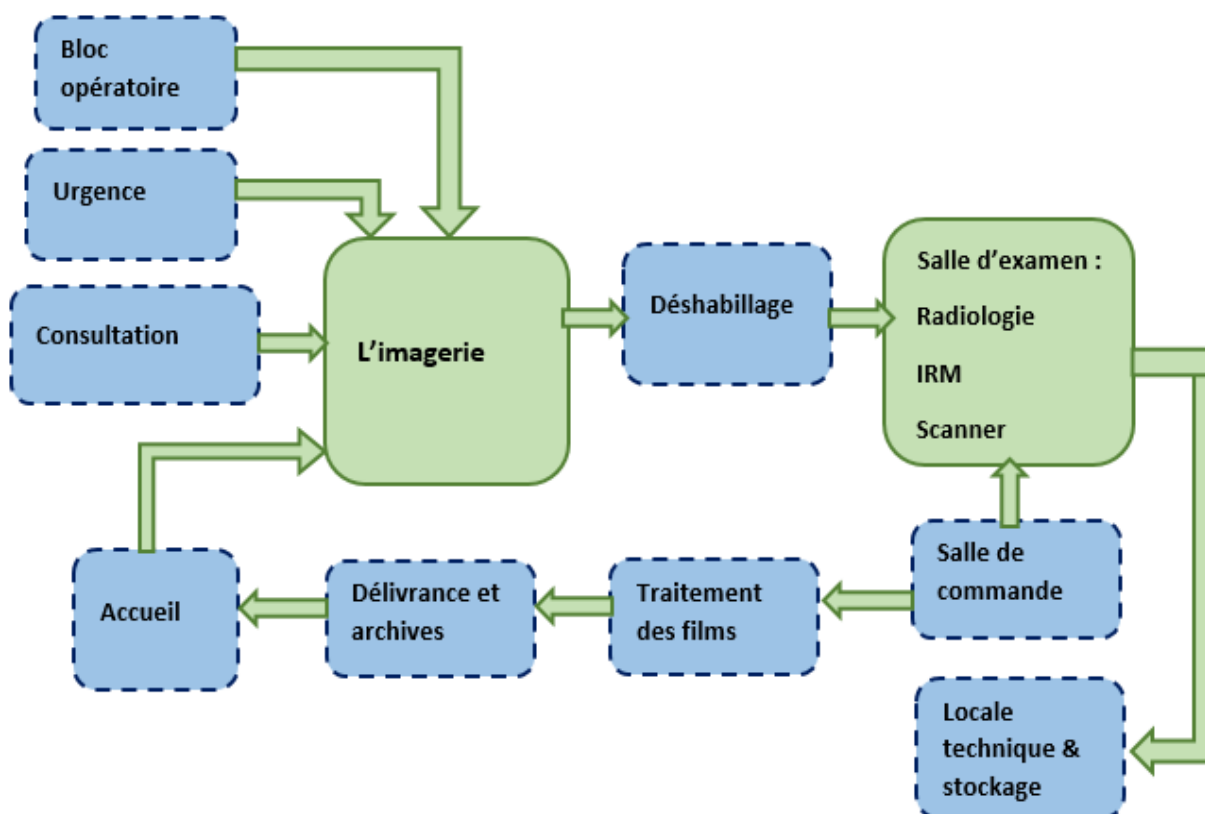 Bloc
opératoire
Urgence
Consultation
L'imagerie
Déshabillage
Salle d'examen :
Radiologie
IRM
Scanner
Accueil
Délivrance et
archives
Traitement
des films
Salle de
commande
Locale
technique &
stockage